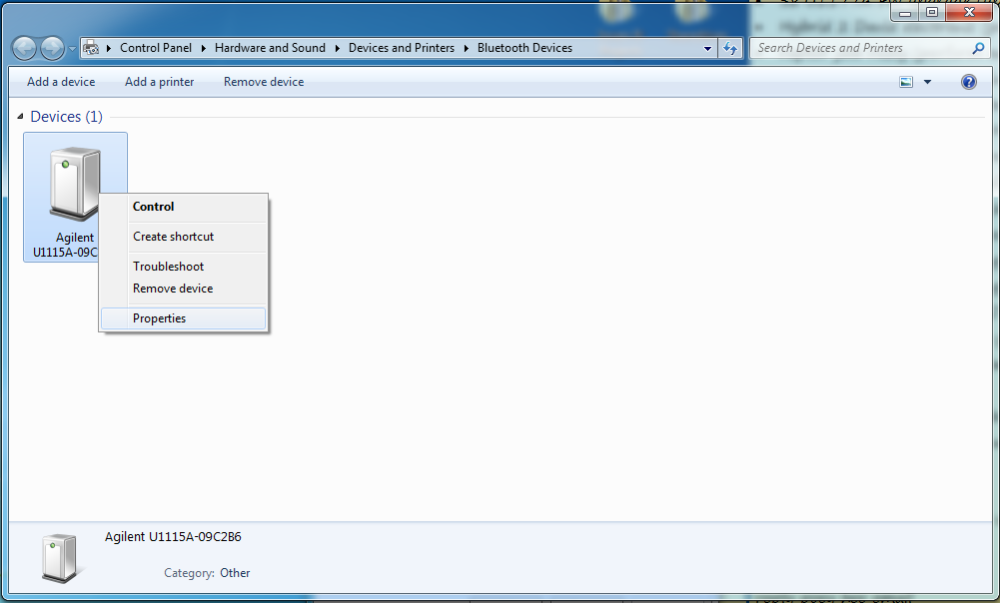 Control Panel Hardware and Sound Devices and Printers Bluetooth Devices
Search Devices and Printers
Add a device Add a printer Remove device
Devices (1)
Agilent
U1115A-09C
Control
Create shortcut
Troubleshoot
Remove device
Properties
Agilent U1115A-09C2B6
Category: Other